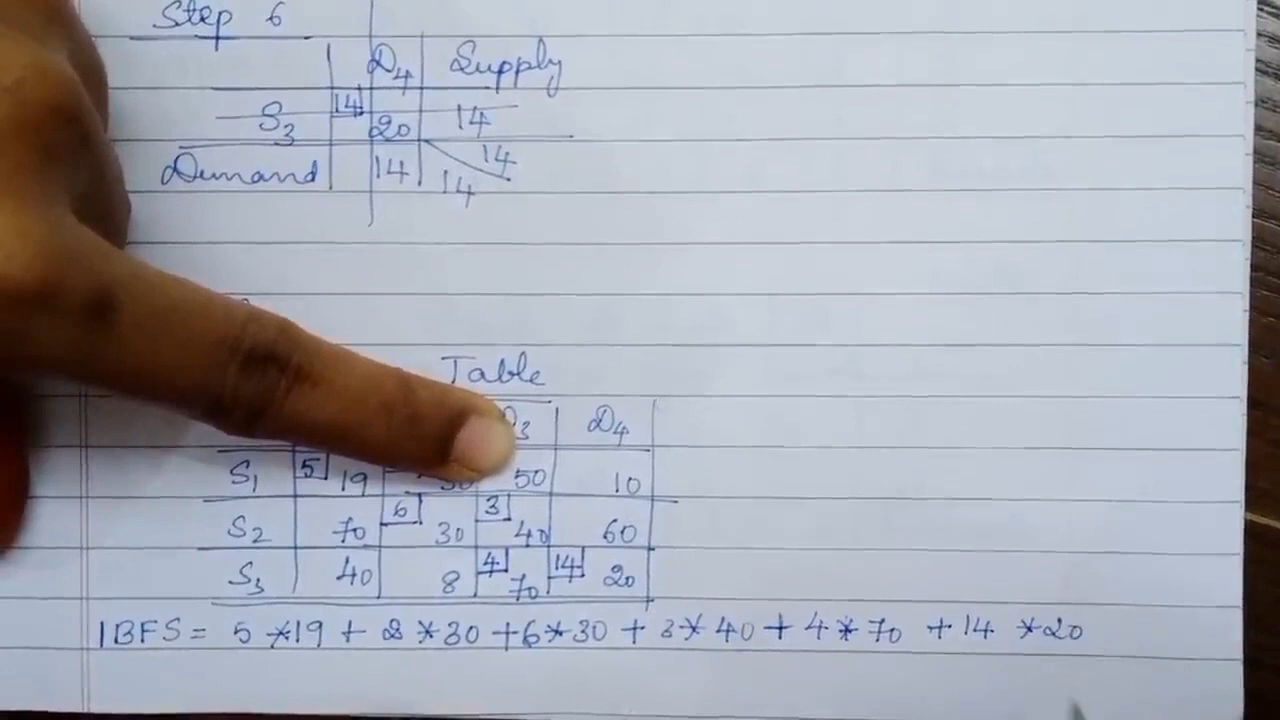 Step 6
D4 Supply
S3 14 20 14
Demand 14 14 14
Table
D3 D4
S1 5 19 30 50 10
S2 70 6 30 3 40 60
S3 40 8 4 70 14 20
IBFS = 5 * 19 + 2 * 30 + 6 * 30 + 3 * 40 + 4 * 70 + 14 * 20